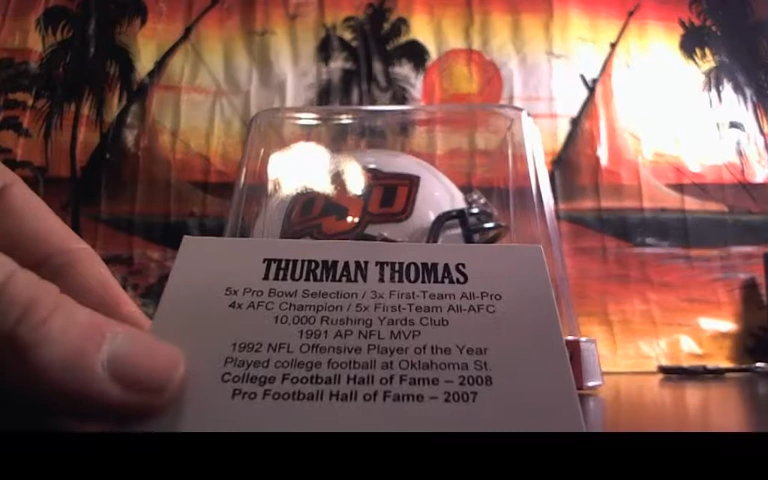 OSU
THURMAN THOMAS
5x Pro Bowl Selection / 3x First-Team All-Pro
4x AFC Champion / 5x First-Team All-AFC
10,000 Rushing Yards Club
1991 AP NFL MVP
1992 NFL Offensive Player of the Year
Played college football at Oklahoma St.
College Football Hall of Fame – 2008
Pro Football Hall of Fame – 2007